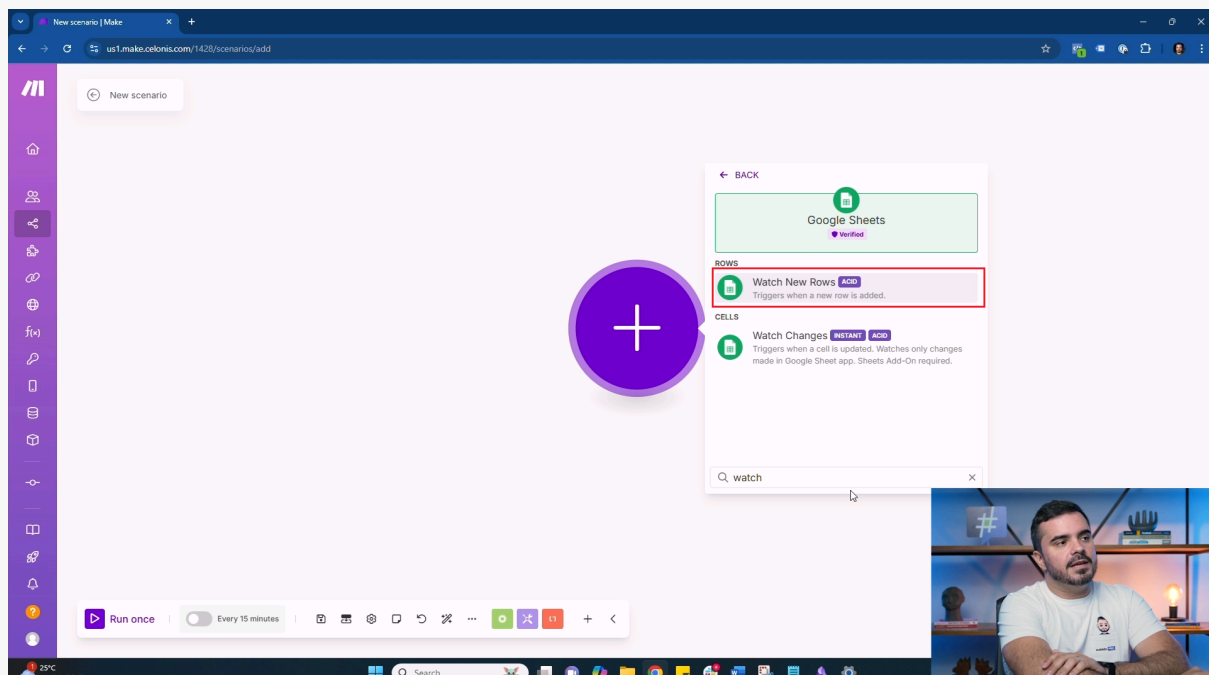 New scenario | Make
us1.make.celonis.com/1428/scenarios/add
New scenario
BACK
Google Sheets
Verified
ROWS
Watch New Rows ACID
Triggers when a new row is added.
CELLS
Watch Changes INSTANT ACID
Triggers when a cell is updated. Watches only changes
made in Google Sheet app. Sheets Add-On required.
watch
Run once
Every 15 minutes
25°C
Search